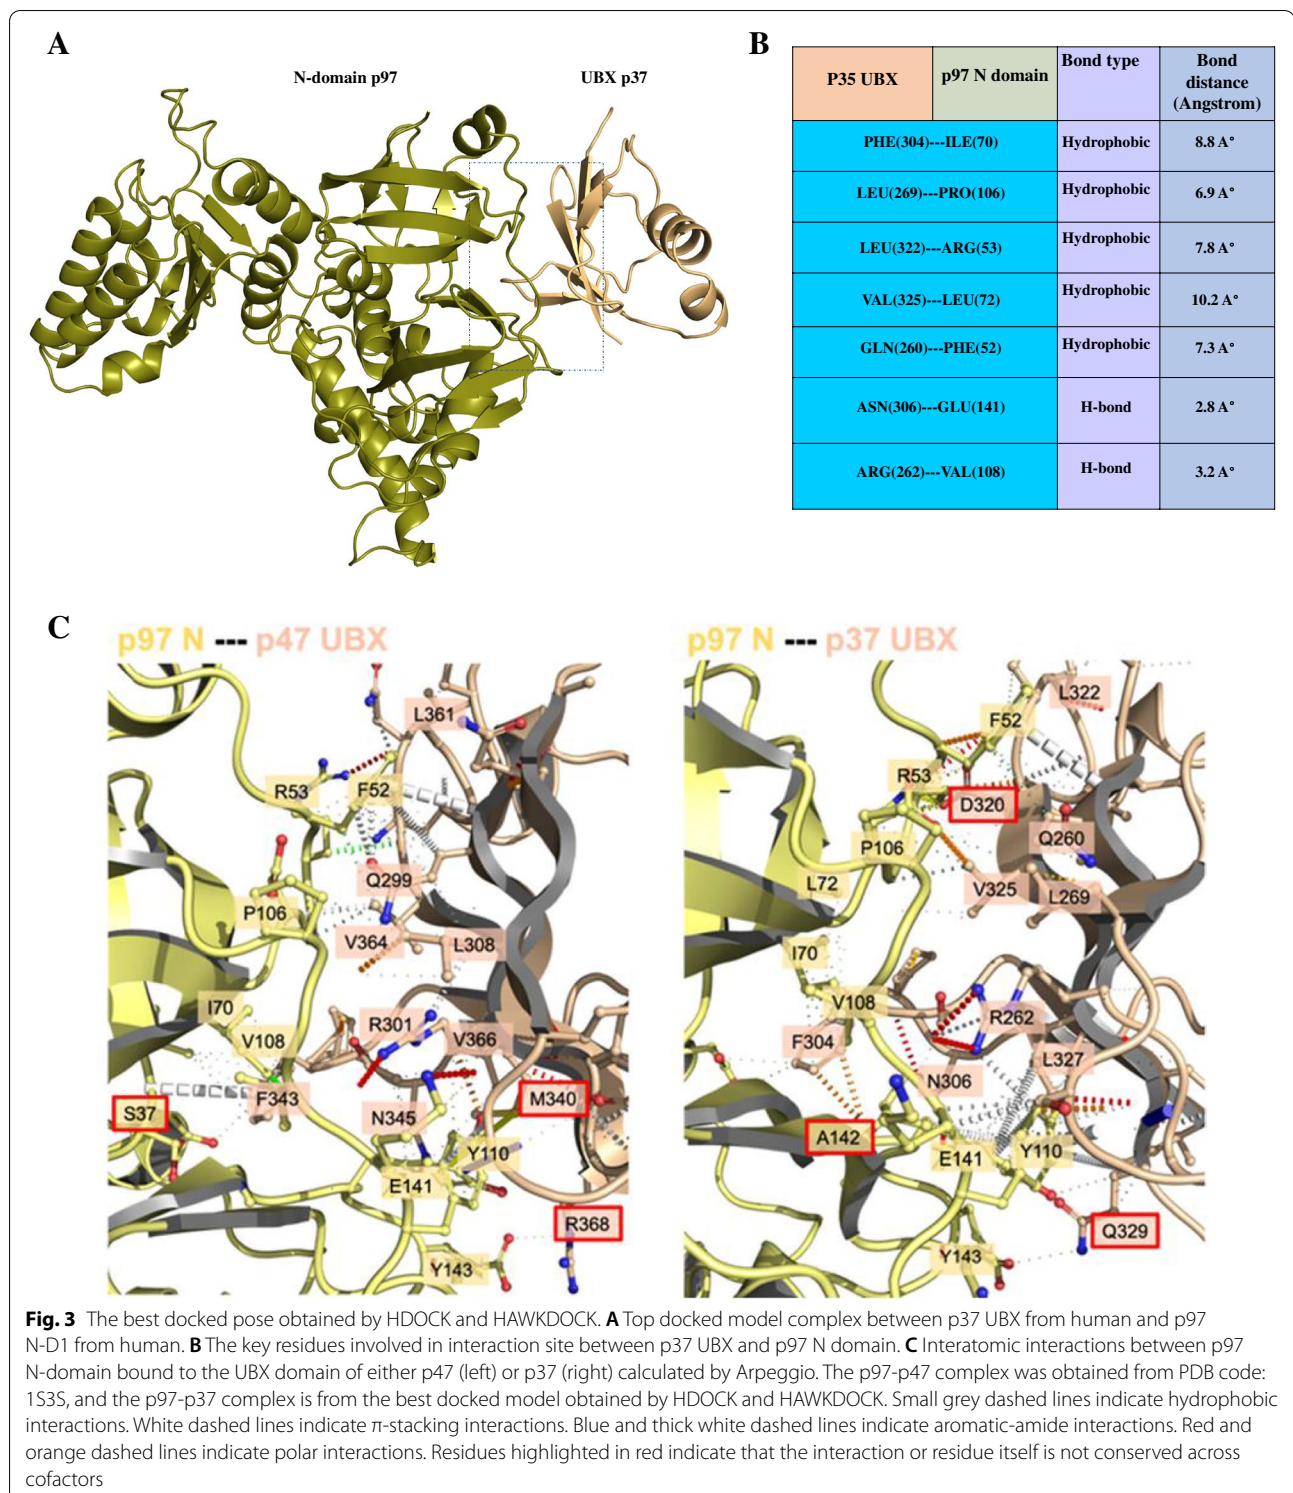 A
N-domain p97
UBX p37
B
P35 UBX
p97 N domain
Bond type
Bond
distance
(Angstrom)
PHE(304)---ILE(70)
Hydrophobic
8.8 A°
LEU(269)---PRO(106)
Hydrophobic
6.9 A°
LEU(322)---ARG(53)
Hydrophobic
7.8 A°
VAL(325)---LEU(72)
Hydrophobic
10.2 A°
GLN(260)---PHE(52)
Hydrophobic
7.3 A°
ASN(306)---GLU(141)
H-bond
2.8 A°
ARG(262)---VAL(108)
H-bond
3.2 A°
C
p97 N --- p47 UBX
L361
R53
F52
Q299
P106
V364
L308
I70
R301
V108
V366
F343
N345
M340
S37
Y110
E141
R368
Y143
p97 N --- p37 UBX
L322
F52
R53
D320
P106
Q260
L72
V325
L269
I70
V108
R262
F304
L327
N306
A142
E141
Y110
Q329
Y143
Fig. 3 The best docked pose obtained by HDOCK and HAWKDOCK. A Top docked model complex between p37 UBX from human and p97
N-D1 from human. B The key residues involved in interaction site between p37 UBX and p97 N domain. C Interatomic interactions between p97
N-domain bound to the UBX domain of either p47 (left) or p37 (right) calculated by Arpeggio. The p97-p47 complex was obtained from PDB code:
1S3S, and the p97-p37 complex is from the best docked model obtained by HDOCK and HAWKDOCK. Small grey dashed lines indicate hydrophobic
interactions. White dashed lines indicate π-stacking interactions. Blue and thick white dashed lines indicate aromatic-amide interactions. Red and
orange dashed lines indicate polar interactions. Residues highlighted in red indicate that the interaction or residue itself is not conserved across
cofactors